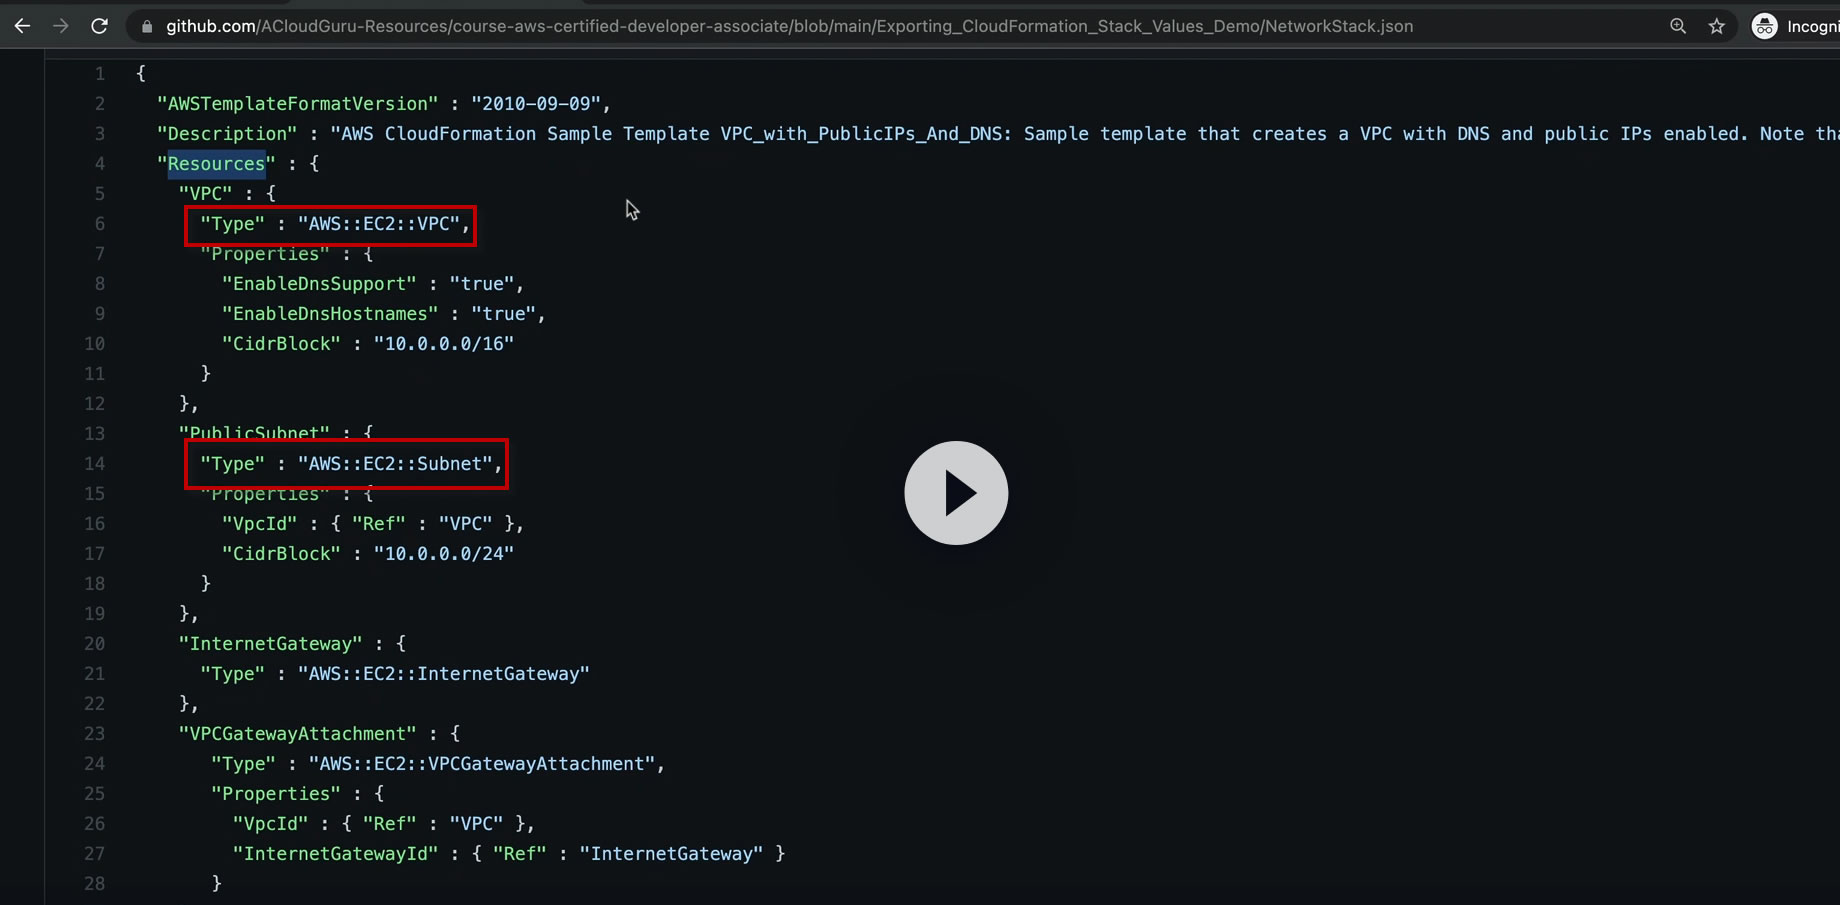 github.com/ACloudGuru-Resources/course-aws-certified-developer-associate/blob/main/Exporting_CloudFormation_Stack_Values_Demo/NetworkStack.json
1 {
2 "AWSTemplateFormatVersion" : "2010-09-09",
3 "Description" : "AWS CloudFormation Sample Template VPC_with_PublicIPs_And_DNS: Sample template that creates a VPC with DNS and public IPs enabled. Note
4 "Resources" : {
5 "VPC" : {
6 "Type" : "AWS::EC2::VPC",
7 "Properties" : {
8 "EnableDnsSupport" : "true",
9 "EnableDnsHostnames" : "true",
10 "CidrBlock" : "10.0.0.0/16"
11 }
12 },
13 "PublicSubnet" : {
14 "Type" : "AWS::EC2::Subnet",
15 "Properties" : {
16 "VpcId" : { "Ref" : "VPC" },
17 "CidrBlock" : "10.0.0.0/24"
18 }
19 },
20 "InternetGateway" : {
21 "Type" : "AWS::EC2::InternetGateway"
22 },
23 "VPCGatewayAttachment" : {
24 "Type" : "AWS::EC2::VPCGatewayAttachment",
25 "Properties" : {
26 "VpcId" : { "Ref" : "VPC" },
27 "InternetGatewayId" : { "Ref" : "InternetGateway" }
28 }